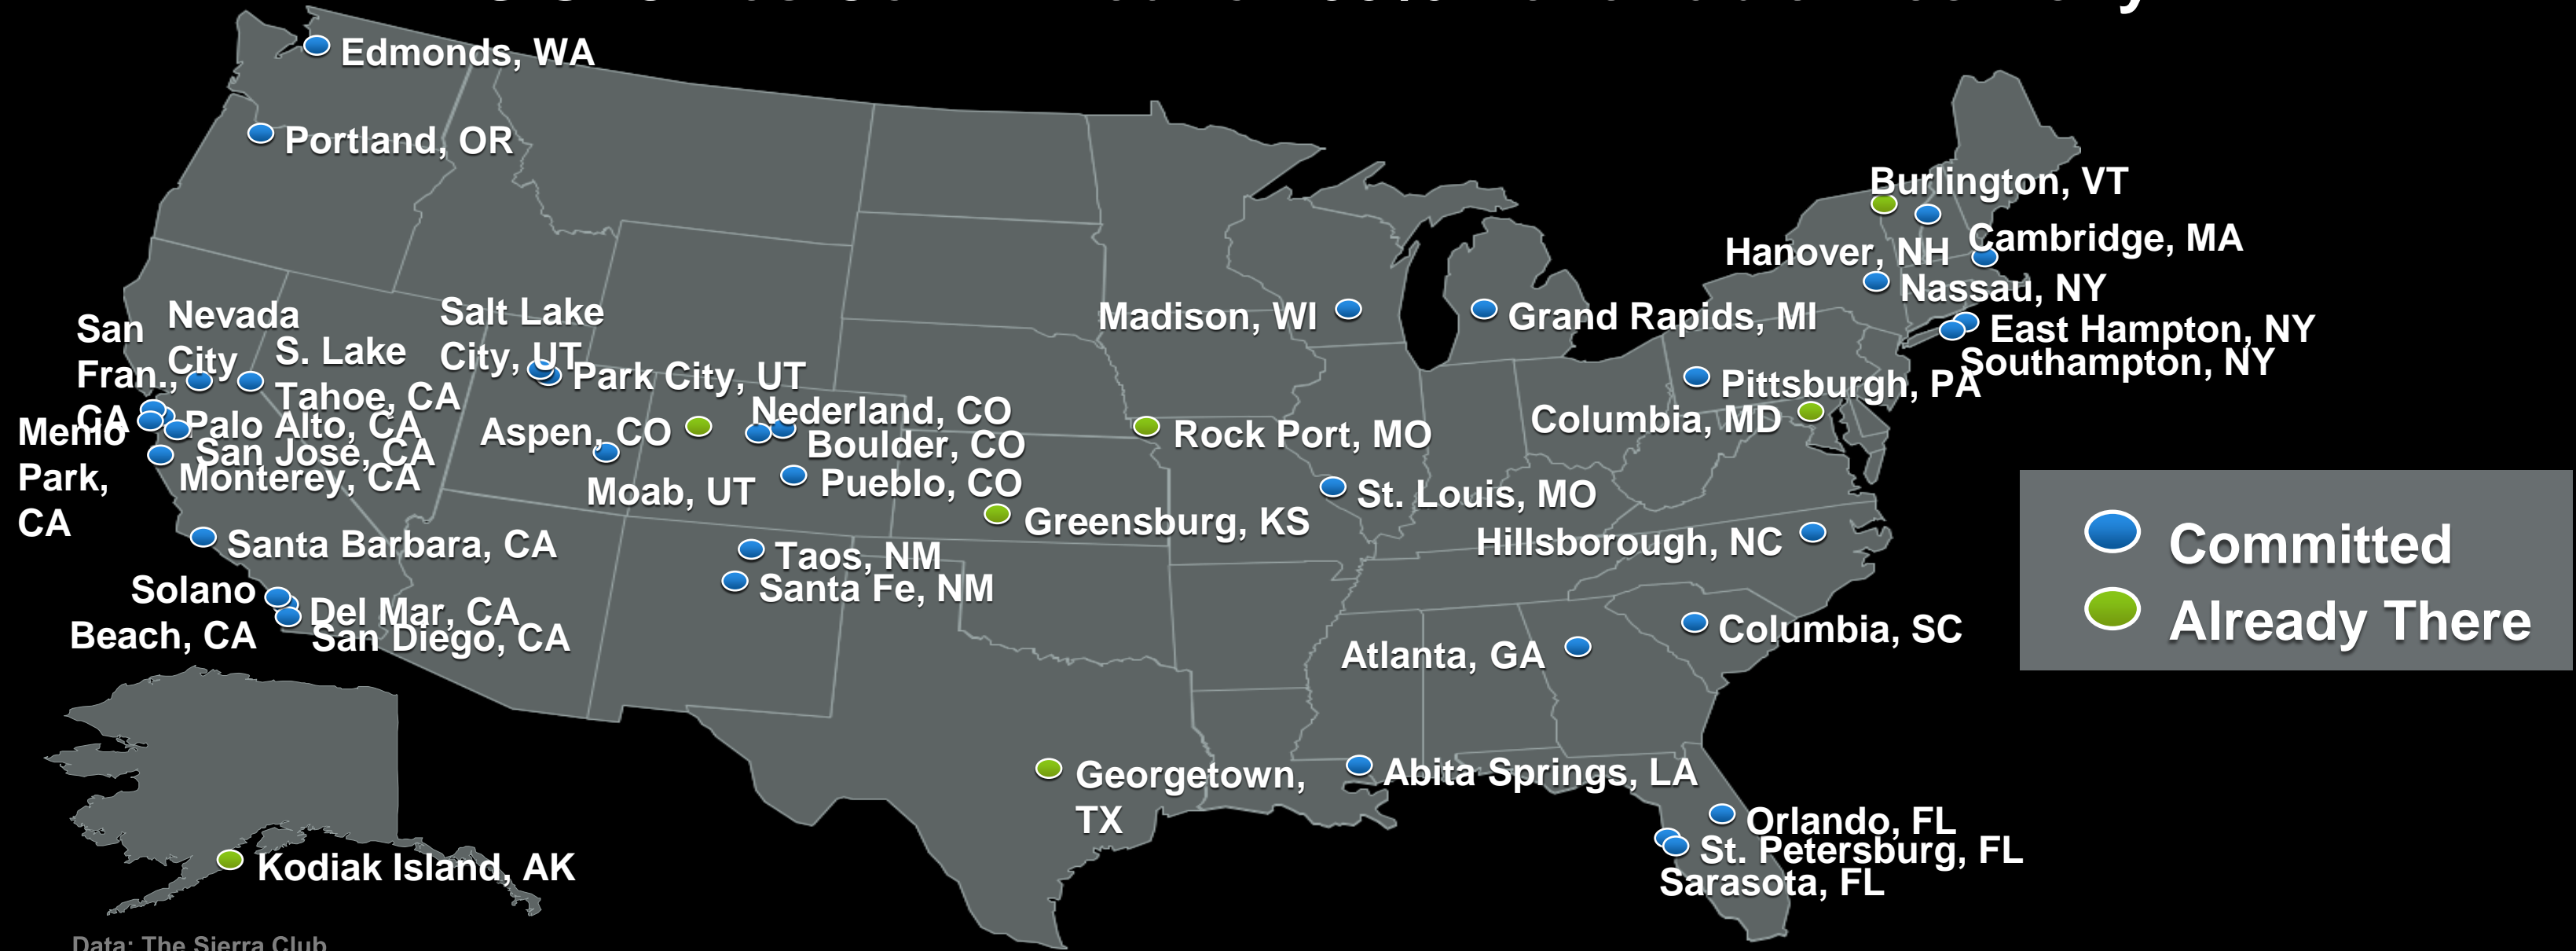 Edmonds, WA
Portland, OR
Burlington, VT
Hanover, NH
Cambridge, MA
Nassau, NY
East Hampton, NY
Southampton, NY
Madison, WI
Grand Rapids, MI
Pittsburgh, PA
Columbia, MD
San
Fran.,
CA
Nevada
City
S. Lake
Tahoe, CA
Salt Lake
City, UT
Park City, UT
Menlo
Park,
CA
Palo Alto, CA
San Jose, CA
Monterey, CA
Aspen, CO
Nederland, CO
Boulder, CO
Pueblo, CO
Moab, UT
Rock Port, MO
St. Louis, MO
Greensburg, KS
Hillsborough, NC
Santa Barbara, CA
Taos, NM
Santa Fe, NM
Solano
Beach, CA
Del Mar, CA
San Diego, CA
Columbia, SC
Atlanta, GA
Committed
Already There
Georgetown,
TX
Abita Springs, LA
Orlando, FL
St. Petersburg, FL
Sarasota, FL
Kodiak Island, AK
Data: The Sierra Club